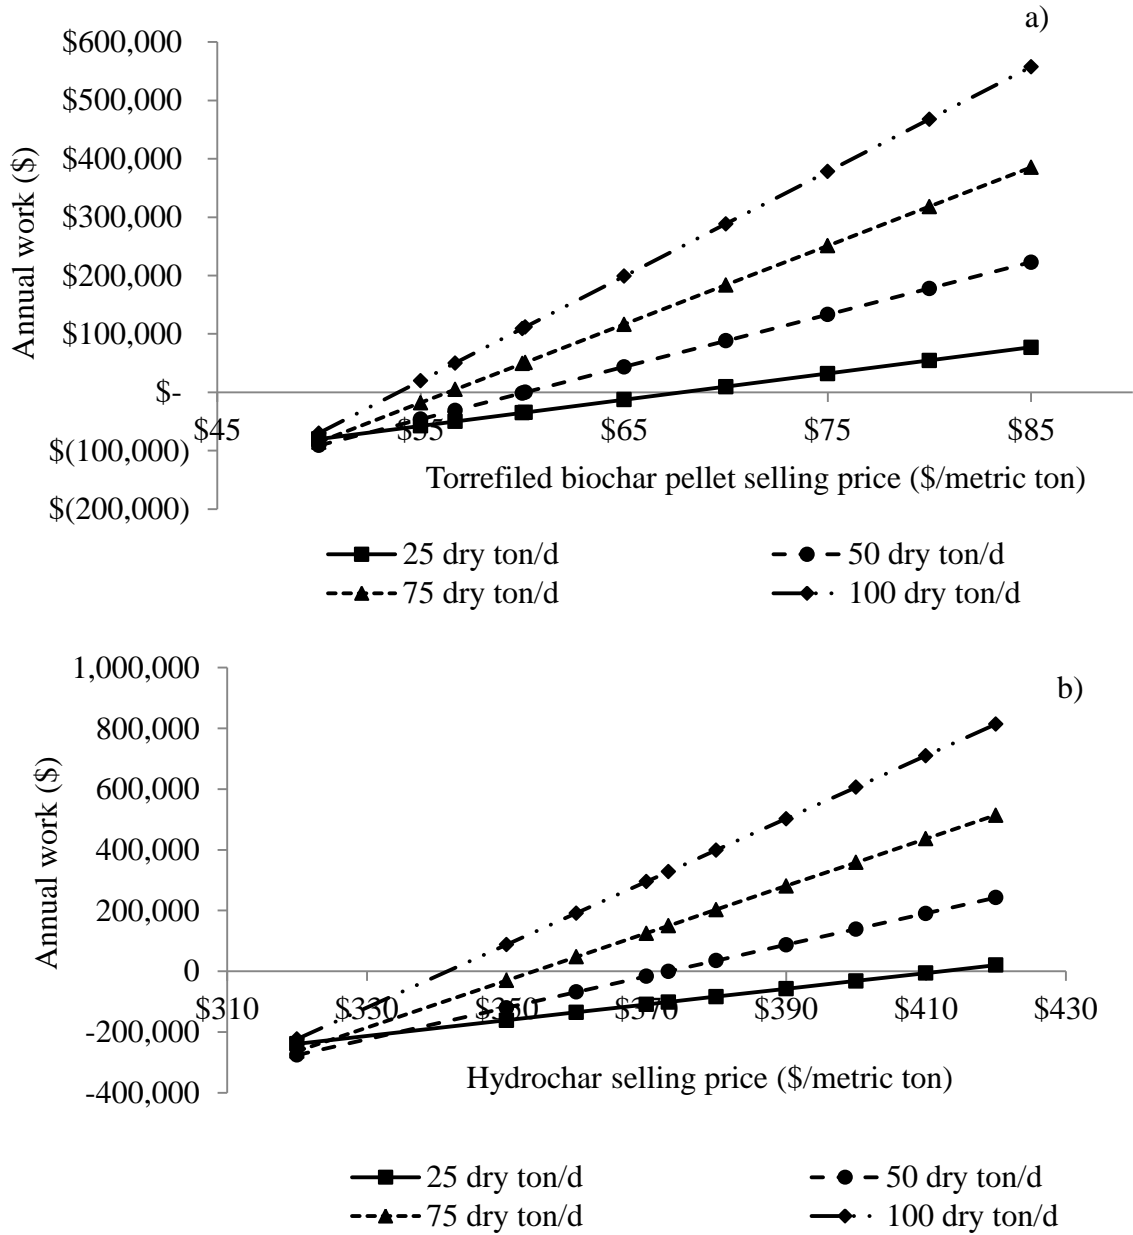 a)
$600,000
$500,000
$400,000
$300,000
$200,000
$100,000
$-
$(100,000)
$(200,000)
Annual work ($)
$45 $55 $65 $75 $85
Torrefiled biochar pellet selling price ($/metric ton)
25 dry ton/d 50 dry ton/d
75 dry ton/d 100 dry ton/d
b)
1,000,000
800,000
600,000
400,000
200,000
0
-200,000
-400,000
Annual work ($)
$310 $330 $350 $370 $390 $410 $430
Hydrochar selling price ($/metric ton)
25 dry ton/d 50 dry ton/d
75 dry ton/d 100 dry ton/d